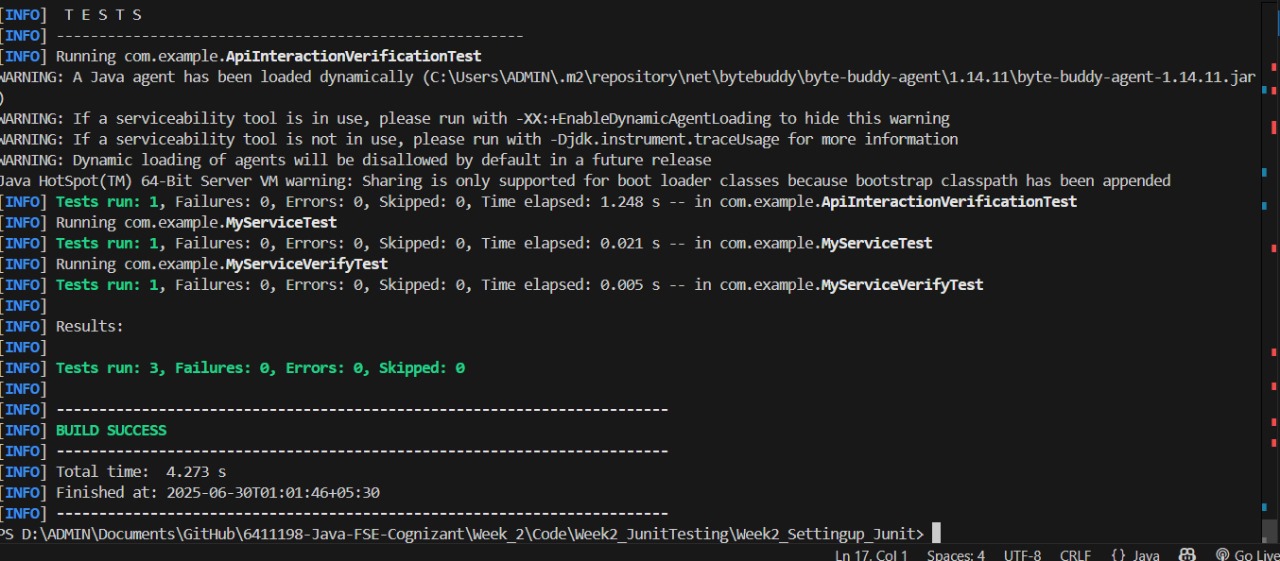 [INFO]  T E S T S
[INFO] -------------------------------------------------------
[INFO] Running com.example.ApiInteractionVerificationTest
WARNING: A Java agent has been loaded dynamically (C:\Users\ADMIN\.m2\repository\net\bytebuddy\byte-buddy-agent\1.14.11\byte-buddy-agent-1.14.11.jar
)
WARNING: If a serviceability tool is in use, please run with -XX:+EnableDynamicAgentLoading to hide this warning
WARNING: If a serviceability tool is not in use, please run with -Djdk.instrument.traceUsage for more information
WARNING: Dynamic loading of agents will be disallowed by default in a future release
Java HotSpot(TM) 64-Bit Server VM warning: Sharing is only supported for boot loader classes because bootstrap classpath has been appended
[INFO] Tests run: 1, Failures: 0, Errors: 0, Skipped: 0, Time elapsed: 1.248 s -- in com.example.ApiInteractionVerificationTest
[INFO] Running com.example.MyServiceTest
[INFO] Tests run: 1, Failures: 0, Errors: 0, Skipped: 0, Time elapsed: 0.021 s -- in com.example.MyServiceTest
[INFO] Running com.example.MyServiceVerifyTest
[INFO] Tests run: 1, Failures: 0, Errors: 0, Skipped: 0, Time elapsed: 0.005 s -- in com.example.MyServiceVerifyTest
[INFO]
[INFO] Results:
[INFO]
[INFO] Tests run: 3, Failures: 0, Errors: 0, Skipped: 0
[INFO]
[INFO] ------------------------------------------------------------------------
[INFO] BUILD SUCCESS
[INFO] ------------------------------------------------------------------------
[INFO] Total time:  4.273 s
[INFO] Finished at: 2025-06-30T01:01:46+05:30
[INFO] ------------------------------------------------------------------------
PS D:\ADMIN\Documents\GitHub\6411198-Java-FSE-Cognizant\Week_2\Code\Week2_JunitTesting\Week2_Settingup_Junit>
Ln 17, Col 1 Spaces: 4 UTF-8 CRLF {} Java Go Live